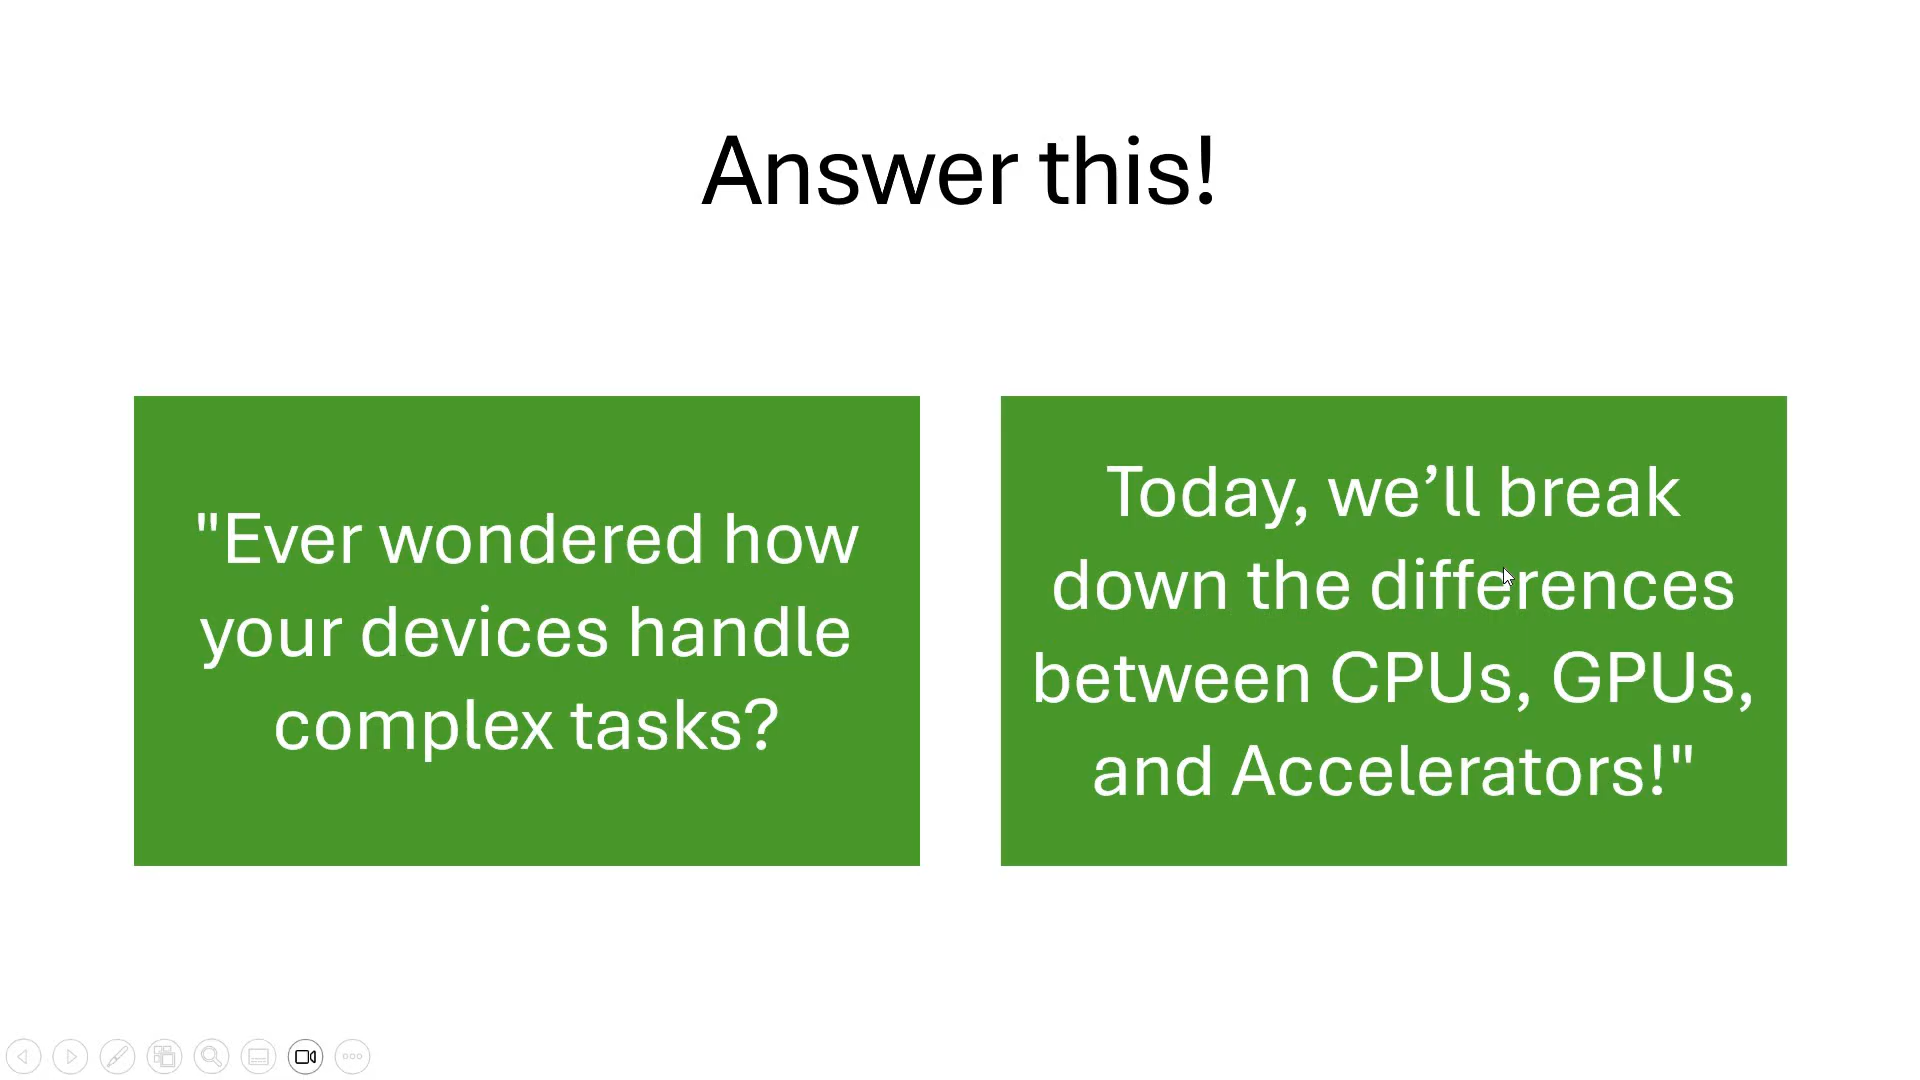 Answer this!
"Ever wondered how
your devices handle
complex tasks?
Today, we’ll break
down the differences
between CPUs, GPUs,
and Accelerators!"